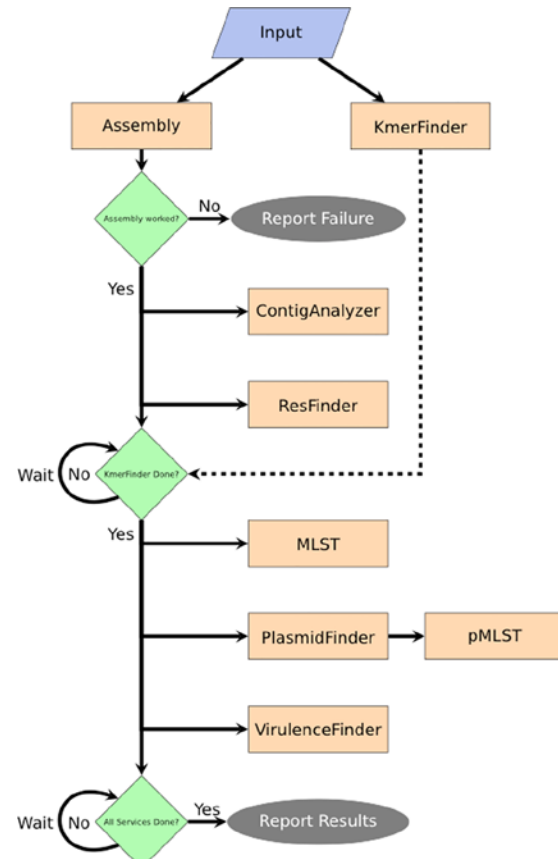 Input
Assembly
KmerFinder
Assembly worked?
No
Report Failure
Yes
ContigAnalyzer
ResFinder
Wait
No
KmerFinder Done?
Yes
MLST
PlasmidFinder
pMLST
VirulenceFinder
Wait
No
All Services Done?
Yes
Report Results